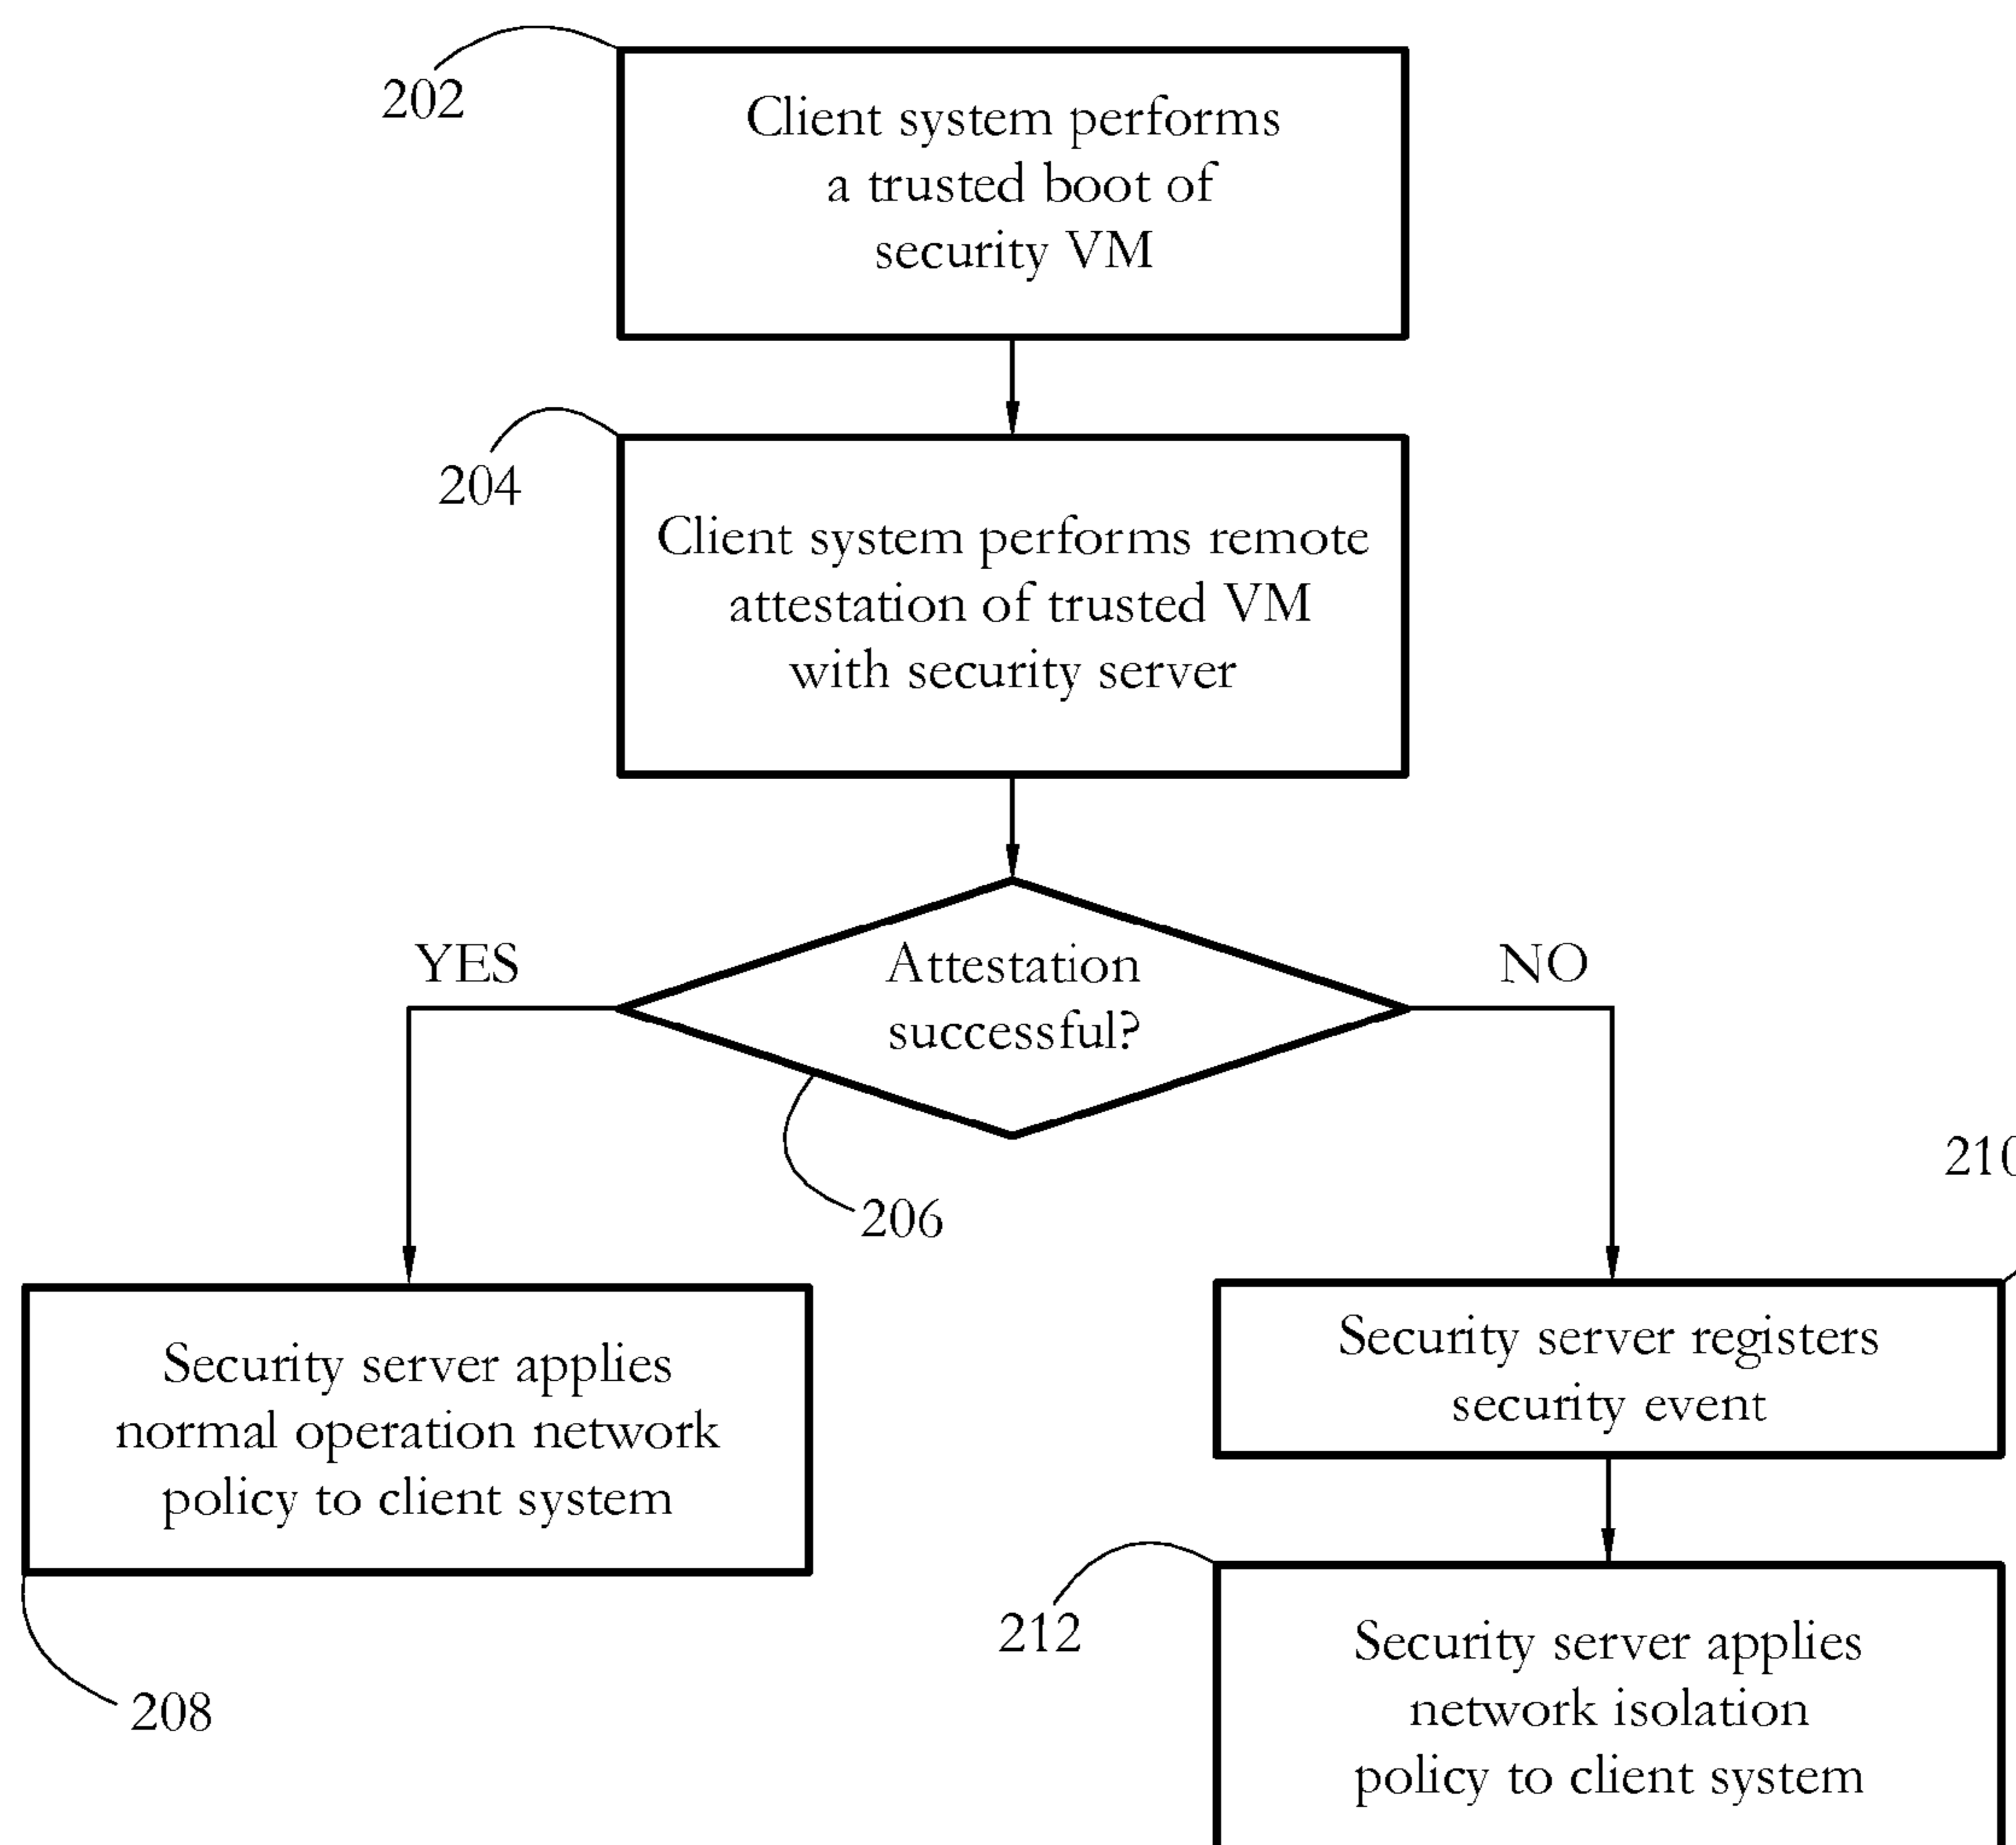 202
Client system performs
a trusted boot of
security VM
204
Client system performs remote
attestation of trusted VM
with security server
YES
Attestation
successful?
NO
206
210
Security server applies
normal operation network
policy to client system
208
Security server registers
security event
212
Security server applies
network isolation
policy to client system